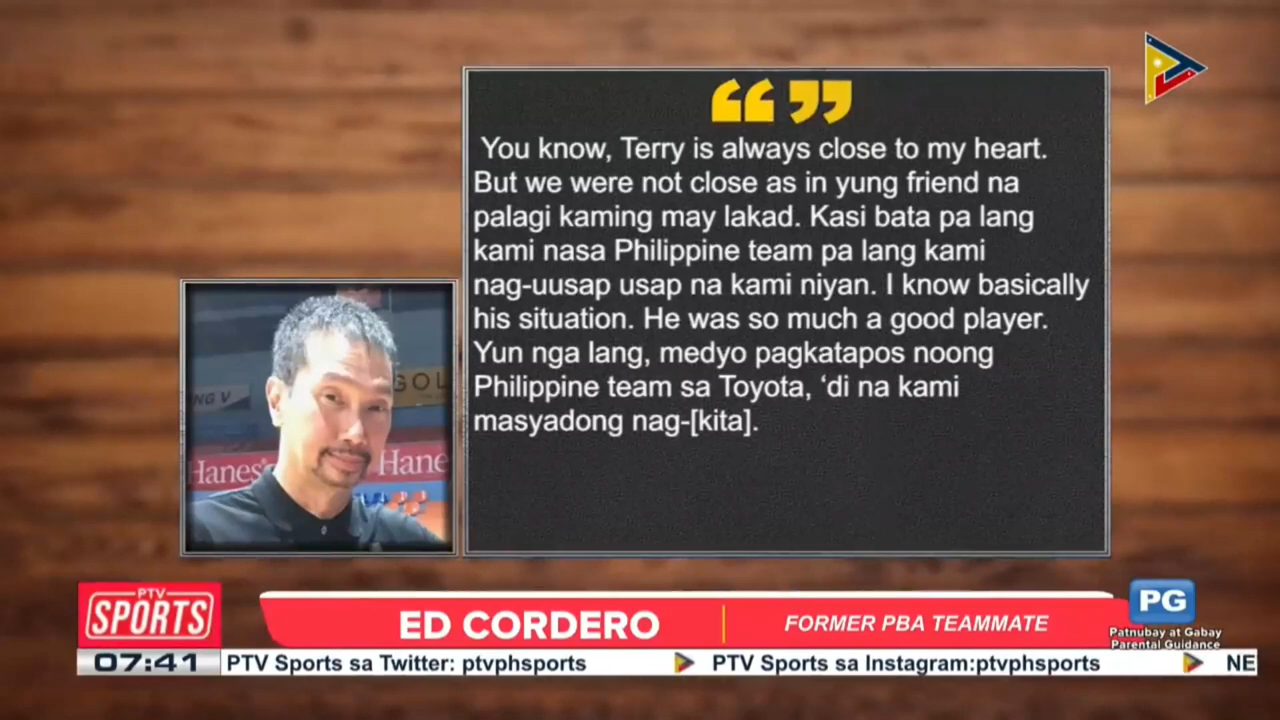 “ ”
You know, Terry is always close to my heart.
But we were not close as in yung friend na
palagi kaming may lakad. Kasi bata pa lang
kami nasa Philippine team pa lang kami
nag-uusap usap na kami niyan. I know basically
his situation. He was so much a good player.
Yun nga lang, medyo pagkatapos noong
Philippine team sa Toyota, ‘di na kami
masyadong nag-[kita].
NG V
GOL
Hanes
Hane
PTV
SPORTS
ED CORDERO
FORMER PBA TEAMMATE
PG
Patnubay at Gabay
Parental Guidance
07:41
PTV Sports sa Twitter: ptvphsports
PTV Sports sa Instagram:ptvphsports
NE